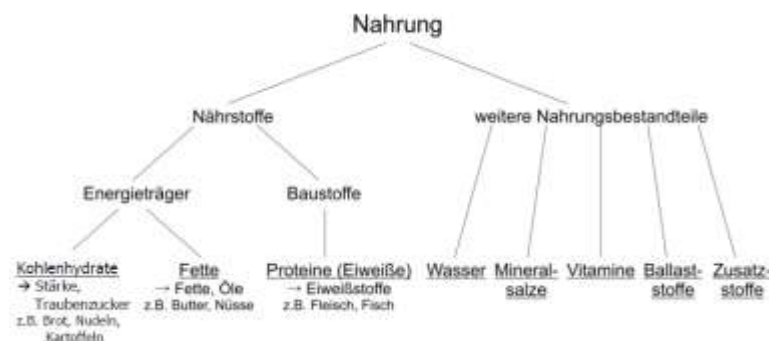 Nahrung
Nährstoffe
weitere Nahrungsbestandteile
Energieträger
Baustoffe
Kohlenhydrate
→ Stärke,
Traubenzucker
z.B. Brot, Nudeln,
Kartoffeln
Fette
→ Fette, Öle
z.B. Butter, Nüsse
Proteine (Eiweiße)
→ Eiweißstoffe
z.B. Fleisch, Fisch
Wasser
Mineral-
salze
Vitamine
Ballast-
stoffe
Zusatz-
stoffe